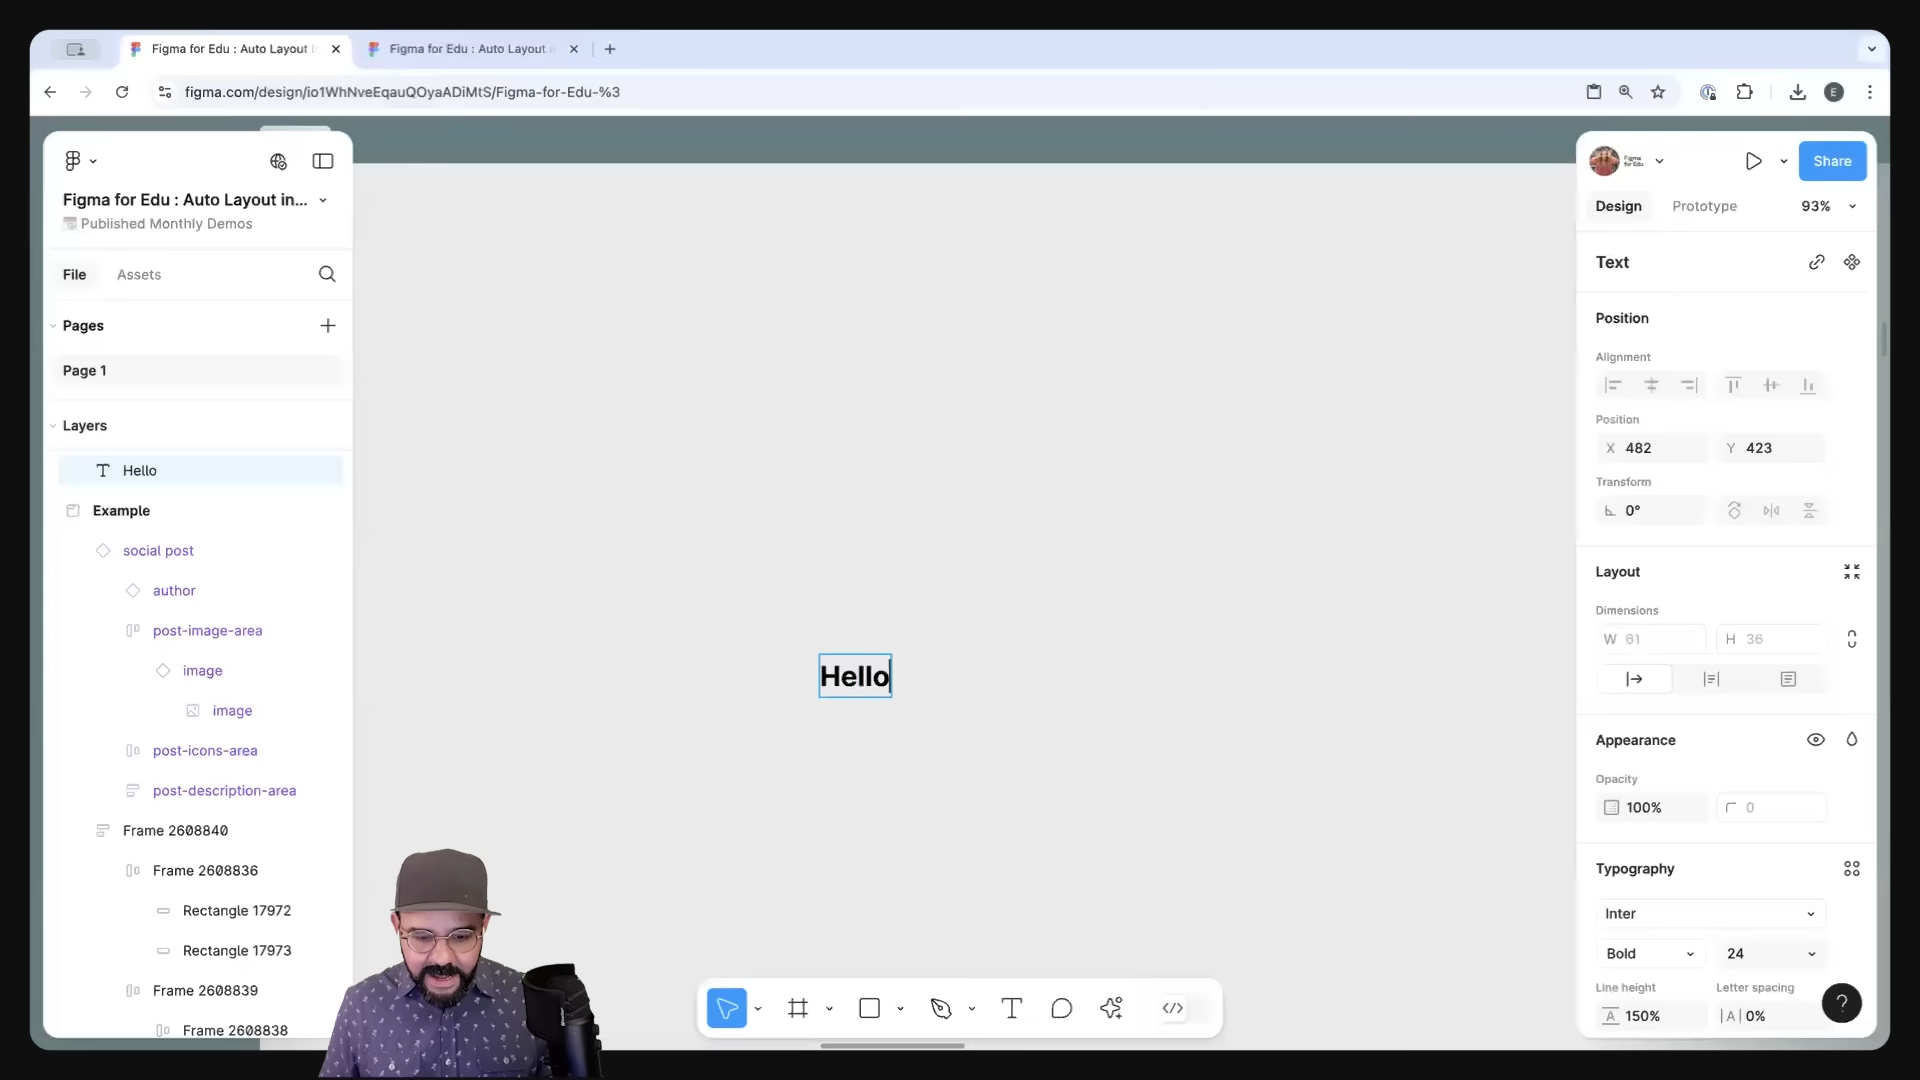 Figma for Edu : Auto Layout i
Figma for Edu : Auto Layout i
figma.com/design/io1WhNveEqauQOyaADiMtS/Figma-for-Edu-%3
E
Figma for Edu : Auto Layout in...
Published Monthly Demos
File
Assets
Pages
Page 1
Layers
Hello
Example
social post
author
post-image-area
image
image
post-icons-area
post-description-area
Frame 2608840
Frame 2608836
Rectangle 17972
Rectangle 17973
Frame 2608839
Frame 2608838
Hello
Figma for Edu
Share
Design
Prototype
93%
Text
Position
Alignment
Position
X 482
Y 423
Transform
0°
Layout
Dimensions
W 61
H 36
Appearance
Opacity
100%
0
Typography
Inter
Bold
24
Line height
Letter spacing
A 150%
|A| 0%
?